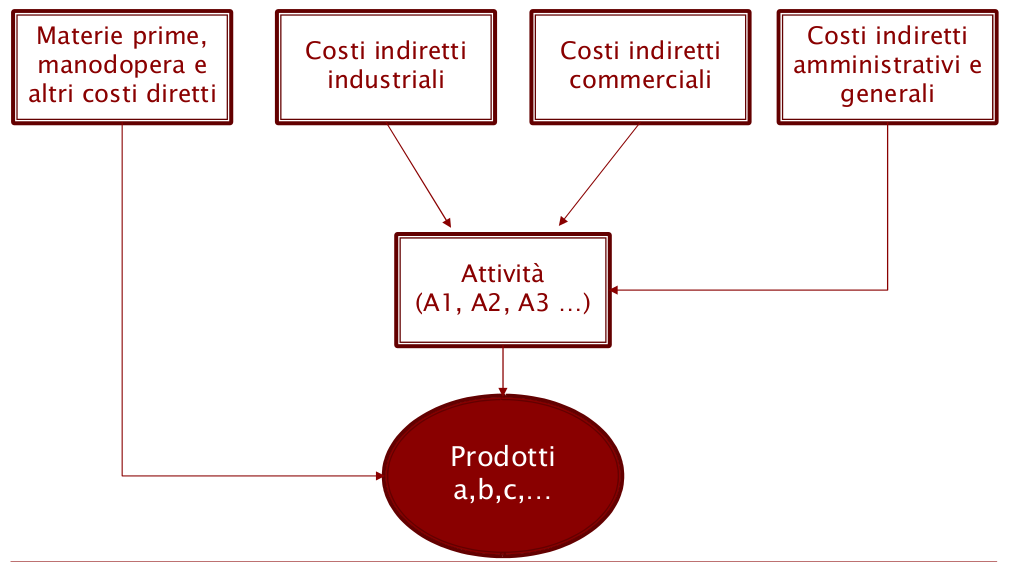 Materie prime,
manodopera e
altri costi diretti
Costi indiretti
industriali
Costi indiretti
commerciali
Costi indiretti
amministrativi e
generali
Attività
(A1, A2, A3 ...)
Prodotti
a,b,c,...